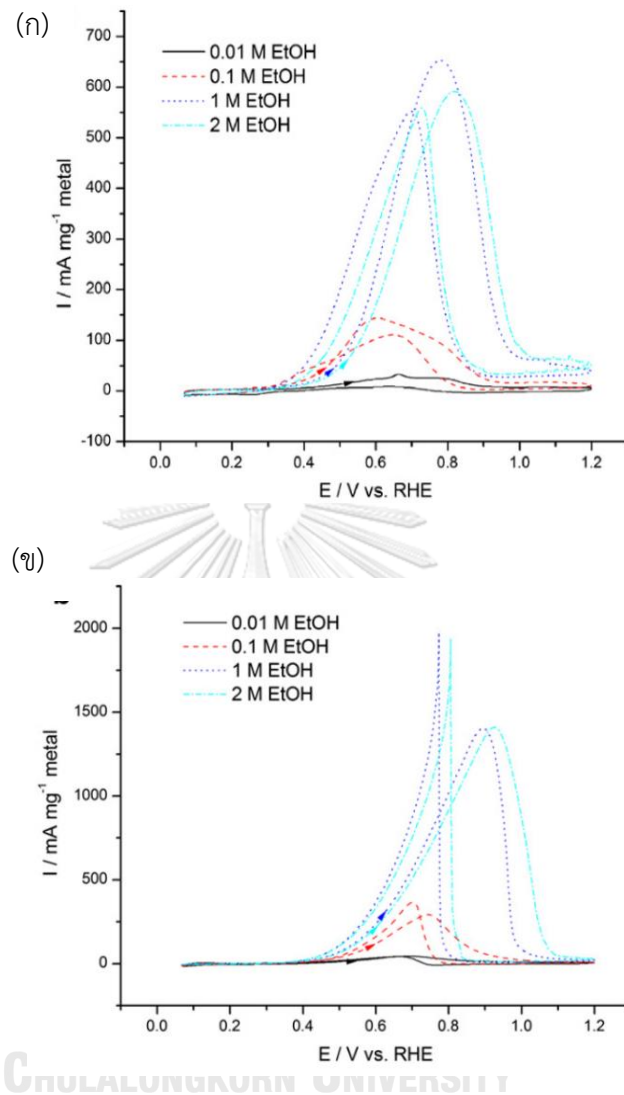 (ก)
700
600
500
400
300
200
100
0
-100
0.01 M EtOH
0.1 M EtOH
1 M EtOH
2 M EtOH
I / mA mg⁻¹ metal
0.0 0.2 0.4 0.6 0.8 1.0 1.2
E / V vs. RHE
(ข)
2000
1500
1000
500
0
0.01 M EtOH
0.1 M EtOH
1 M EtOH
2 M EtOH
I / mA mg⁻¹ metal
0.0 0.2 0.4 0.6 0.8 1.0 1.2
E / V vs. RHE
CHULALONGKORN UNIVERSITY